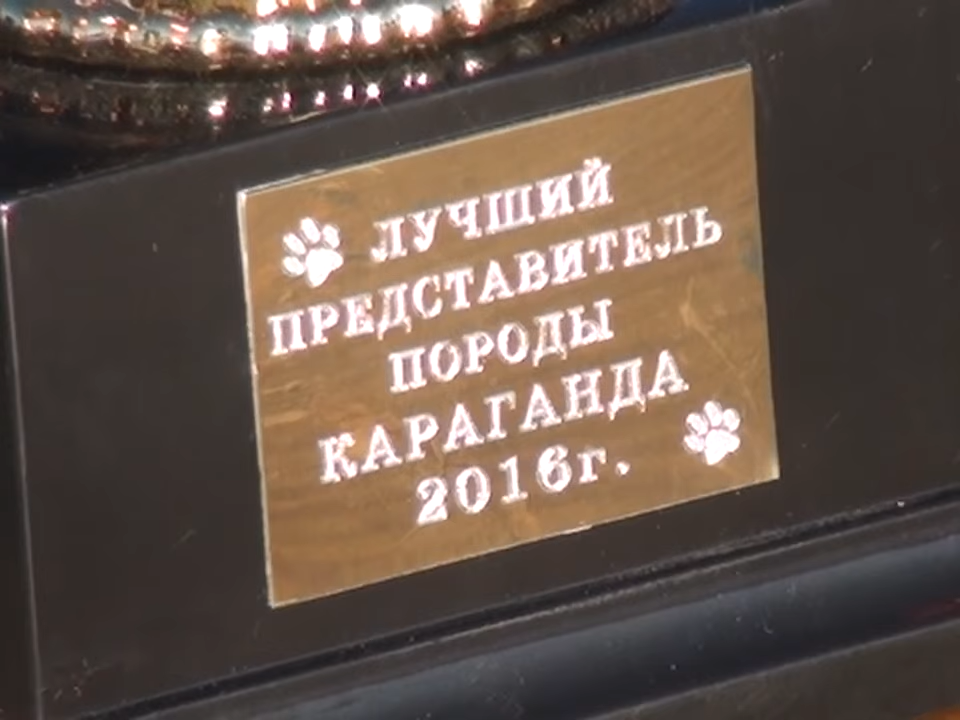 ЛУЧШИЙ
ПРЕДСТАВИТЕЛЬ
ПОРОДЫ
КАРАГАНДА
2016г.